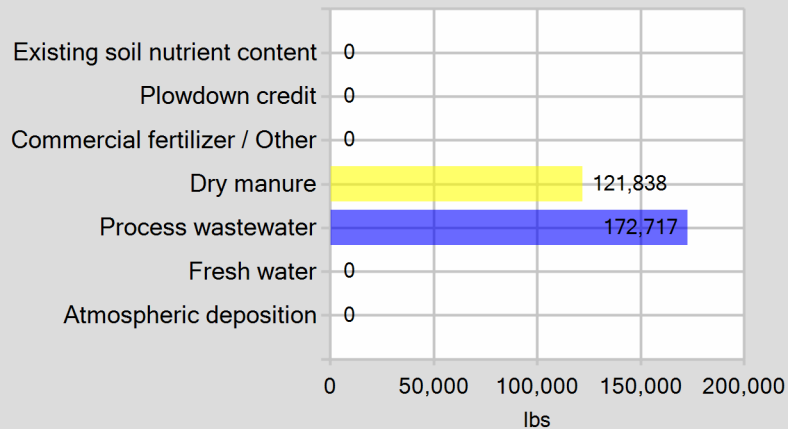 Existing soil nutrient content 0
Plowdown credit 0
Commercial fertilizer / Other 0
Dry manure 121,838
Process wastewater 172,717
Fresh water 0
Atmospheric deposition 0
0 50,000 100,000 150,000 200,000
lbs